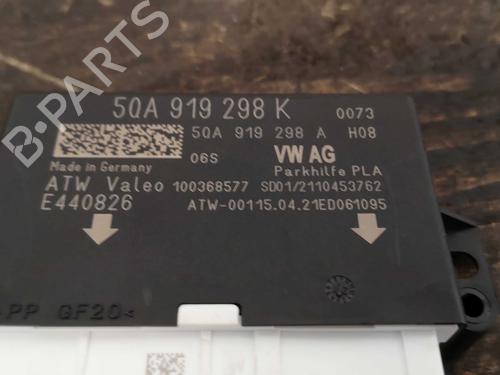 5QA 919 298 K 0073
5QA 919 298 A H08
06S VW AG
Made in Germany Parkhilfe PLA
ATW Valeo 100368577 SD01/2110453762
E440826 ATW-00115.04.21ED061095
PP GF20<
B-PARTS